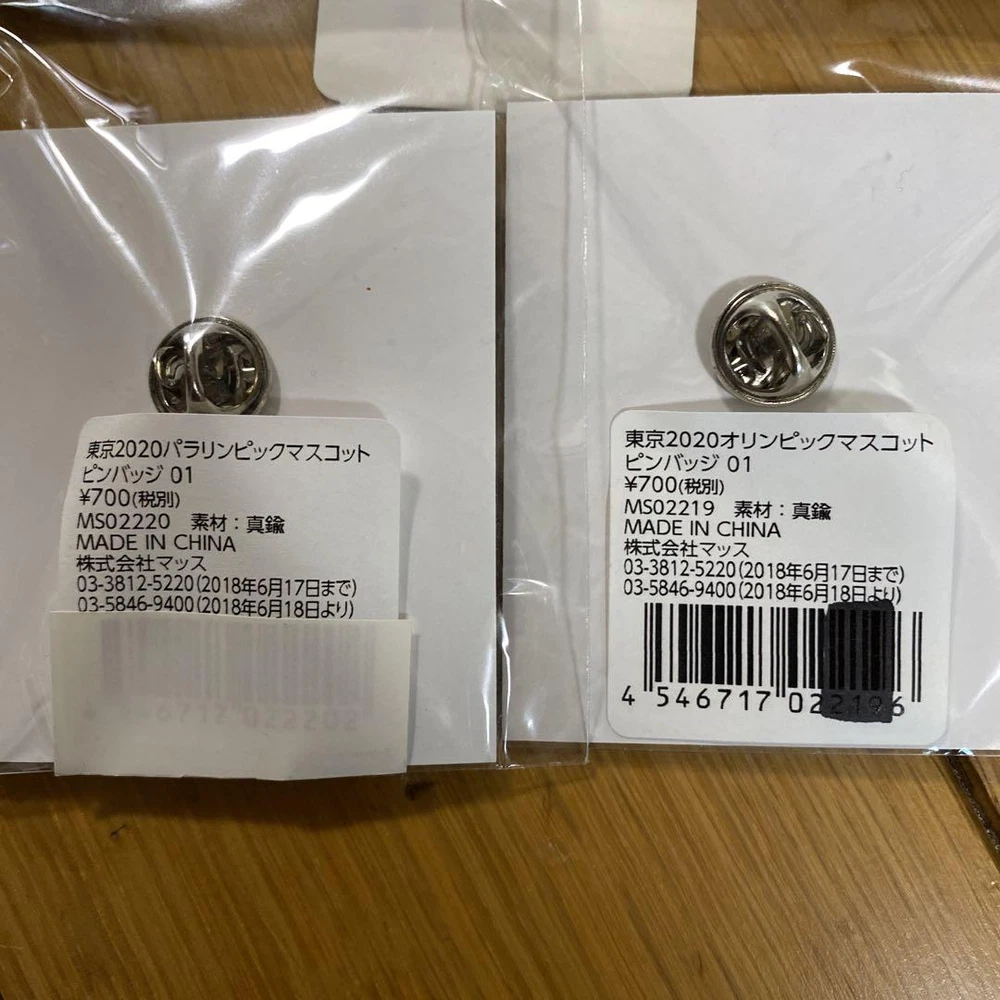 東京2020パラリンピックマスコット
ピンバッジ 01
¥700(税別)
MS02220 素材：真鍮
MADE IN CHINA
株式会社マッス
03-3812-5220(2018年6月17日まで)
03-5846-9400(2018年6月18日より)
東京2020オリンピックマスコット
ピンバッジ 01
¥700(税別)
MS02219 素材：真鍮
MADE IN CHINA
株式会社マッス
03-3812-5220(2018年6月17日まで)
03-5846-9400(2018年6月18日より)
4 546717 022196